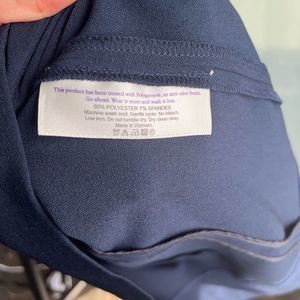 This product has been treated with Polygiene®, an anti odor finish.
Go ahead. Wear it more and wash it less.
93% POLYESTER 7% SPANDEX
Machine wash cold. Gentle cycle. No bleach.
Low iron. Do not tumble dry. Dry clean okay
Made in Vietnam.